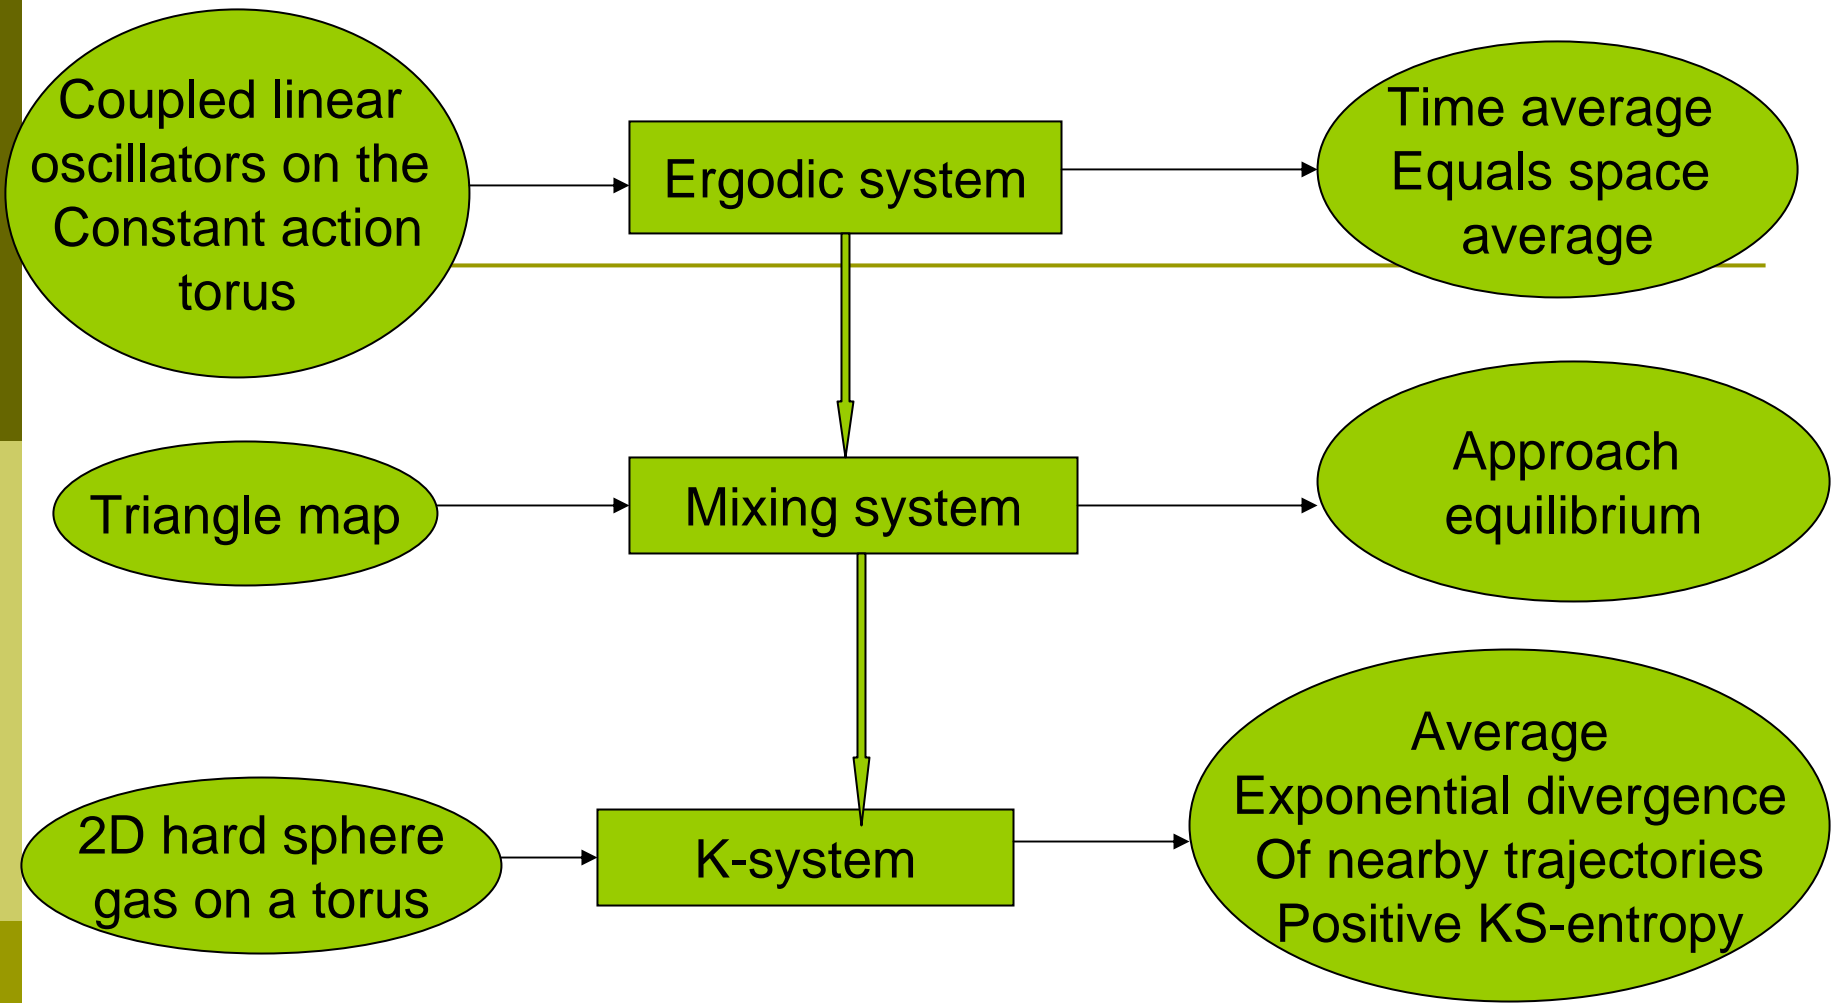 Coupled linear
oscillators on the
Constant action
torus
Ergodic system
Time average
Equals space
average
Triangle map
Mixing system
Approach
equilibrium
2D hard sphere
gas on a torus
K-system
Average
Exponential divergence
Of nearby trajectories
Positive KS-entropy